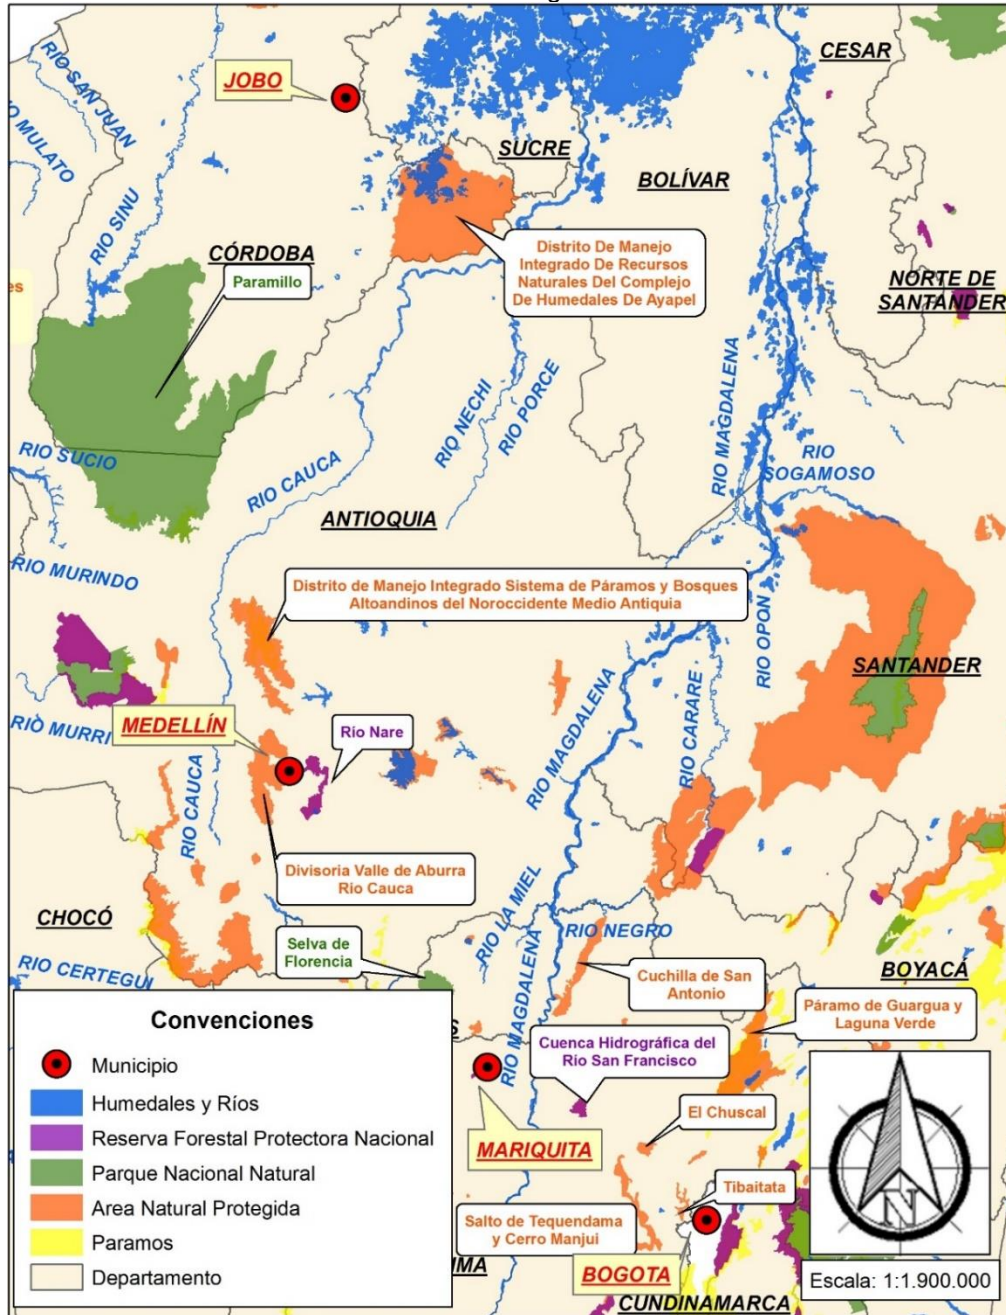 CESAR
JOBO
RIO SAN JUAN
MULATO
SUCRE
BOLÍVAR
RIO SINU
CÓRDOBA
Paramillo
Distrito De Manejo
Integrado De Recursos
Naturales Del Complejo
De Humedales De Ayapel
NORTE DE
SANTANDER
es
RIO NECHI
RIO PORCE
RIO MAGDALENA
RIO SUCIO
RIO CAUCA
RIO
SOGAMOSO
ANTIOQUIA
RIO MURINDO
Distrito de Manejo Integrado Sistema de Páramos y Bosques
Altoandinos del Noroccidente Medio Antiquia
RIO OPON
SANTANDER
RIO MURRI
MEDELLÍN
Río Nare
RIO MAGDALENA
RIO CARARE
RIO CAUCA
Divisoria Valle de Aburra
Rio Cauca
CHOCÓ
RIO LA MIEL
RIO NEGRO
Selva de
Florencia
RIO CERTEGUI
BOYACÁ
Cuchilla de San
Antonio
Páramo de Guargua y
Laguna Verde
RIO MAGDALENA
S
Cuenca Hidrográfica del
Río San Francisco
MARIQUITA
El Chuscal
Tibaitata
Salto de Tequendama
y Cerro Manjui
IMA
BOGOTA
CUNDINAMARCA
Convenciones
Municipio
Humedales y Ríos
Reserva Forestal Protectora Nacional
Parque Nacional Natural
Area Natural Protegida
Paramos
Departamento
N
Escala: 1:1.900.000